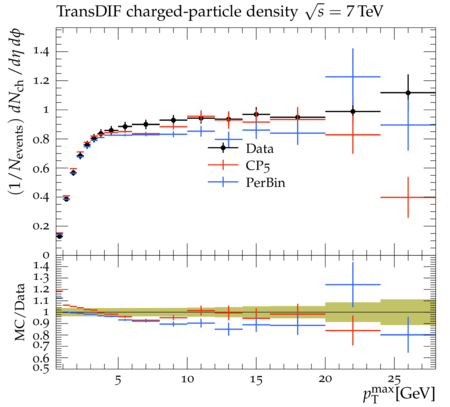 TransDIF charged-particle density √s = 7 TeV
(1/N_events) dN_ch/dη dϕ
1.4
1.2
1
0.8
0.6
0.4
0.2
0
Data
CP5
PerBin
MC/Data
1.4
1.3
1.2
1.1
1
0.9
0.8
0.7
0.6
0.5
5 10 15 20 25
p_T^max[GeV]